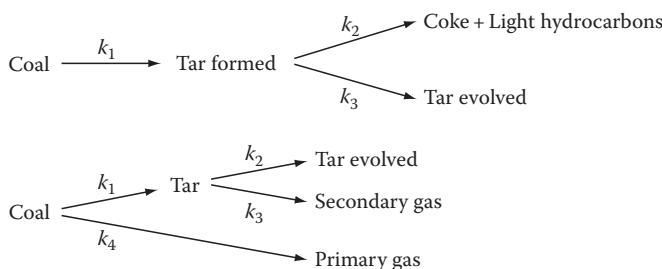 k2
Coke + Light hydrocarbons
k1
Coal
Tar formed
k3
Tar evolved
k2
Tar evolved
k1
Tar
k3
Secondary gas
Coal
k4
Primary gas